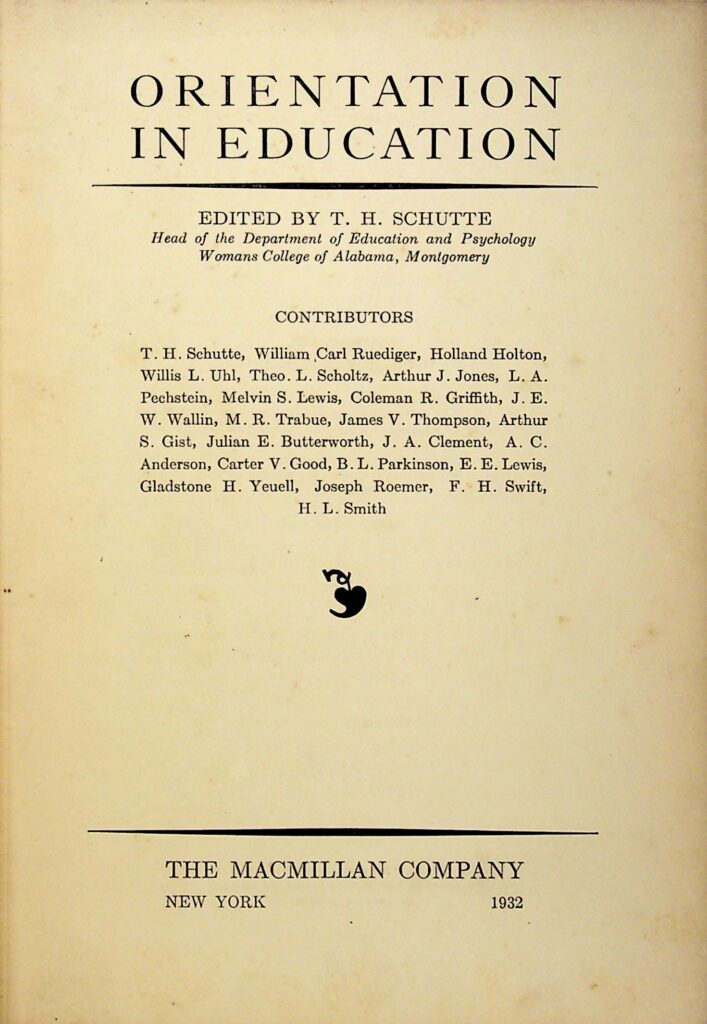 ORIENTATION
IN EDUCATION
EDITED BY T. H. SCHUTTE
Head of the Department of Education and Psychology
Womans College of Alabama, Montgomery
CONTRIBUTORS
T. H. Schutte, William Carl Ruediger, Holland Holton,
Willis L. Uhl, Theo. L. Scholtz, Arthur J. Jones, L. A.
Pechstein, Melvin S. Lewis, Coleman R. Griffith, J. E.
W. Wallin, M. R. Trabue, James V. Thompson, Arthur
S. Gist, Julian E. Butterworth, J. A. Clement, A. C.
Anderson, Carter V. Good, B. L. Parkinson, E. E. Lewis,
Gladstone H. Yeuell, Joseph Roemer, F. H. Swift,
H. L. Smith
THE MACMILLAN COMPANY
NEW YORK 1932